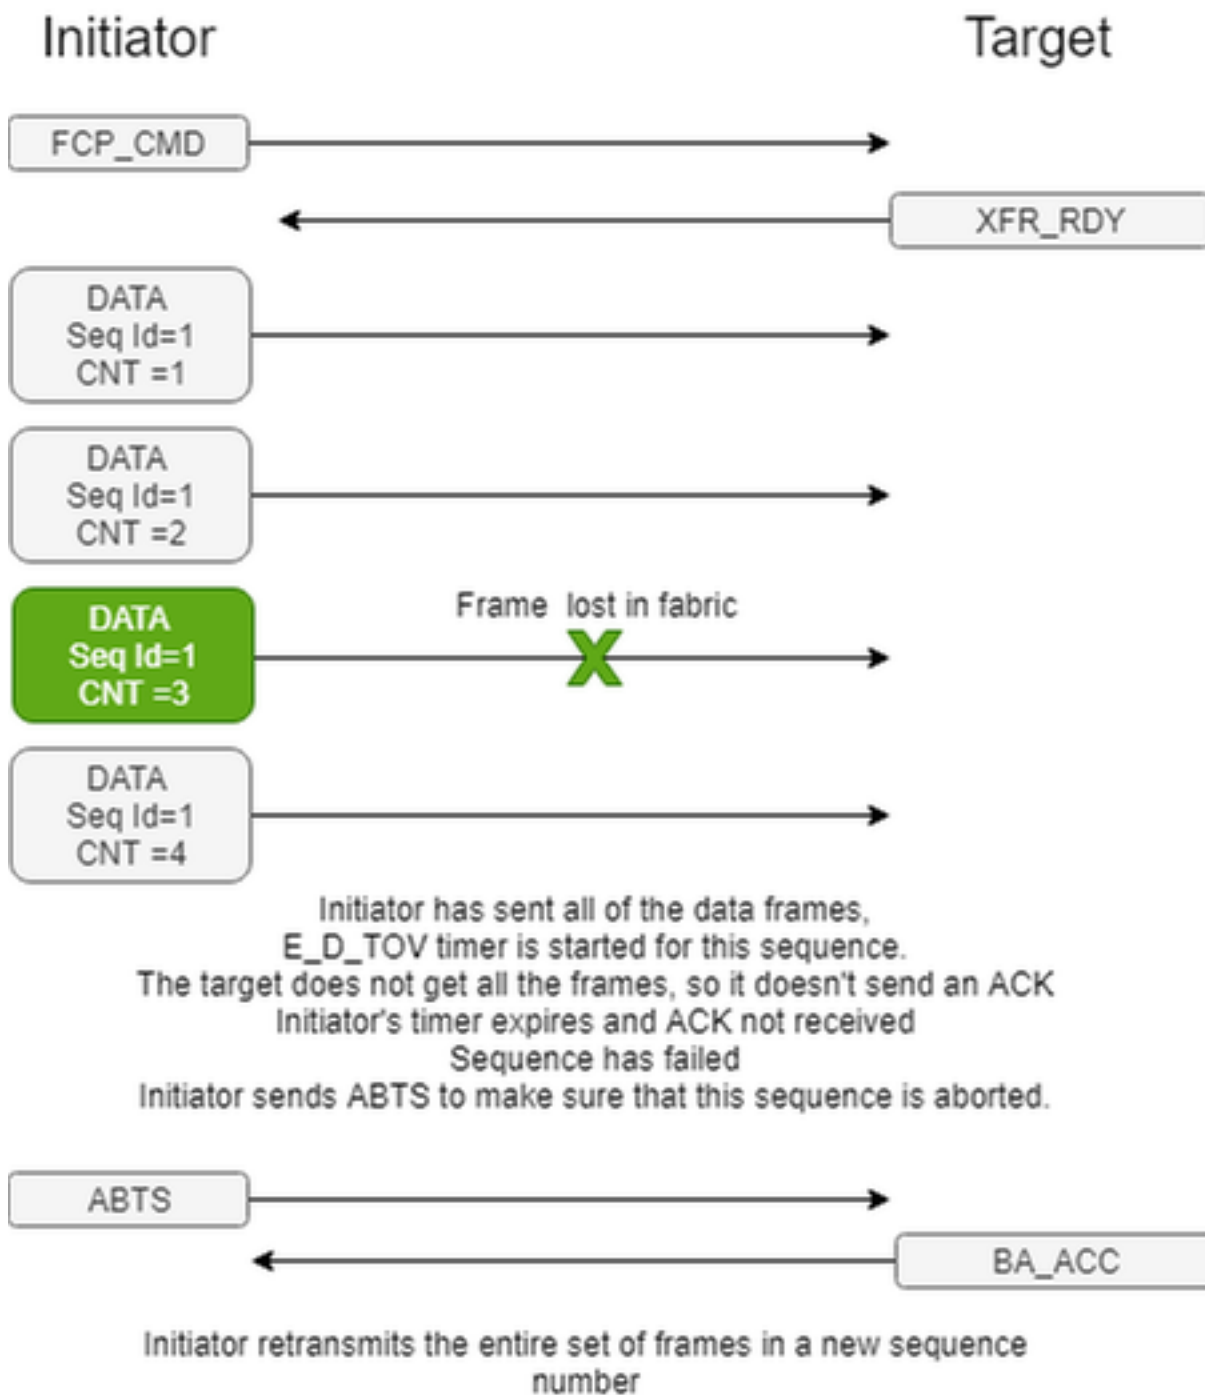 Initiator
Target
FCP_CMD
XFR_RDY
DATA
Seq Id=1
CNT =1
DATA
Seq Id=1
CNT =2
Frame lost in fabric
X
DATA
Seq Id=1
CNT =3
DATA
Seq Id=1
CNT =4
Initiator has sent all of the data frames,
E_D_TOV timer is started for this sequence.
The target does not get all the frames, so it doesn't send an ACK
Initiator's timer expires and ACK not received
Sequence has failed
Initiator sends ABTS to make sure that this sequence is aborted.
ABTS
BA_ACC
Initiator retransmits the entire set of frames in a new sequence
number